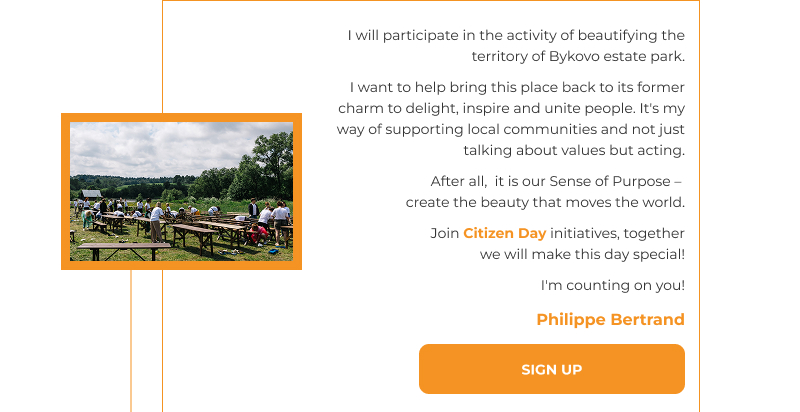 I will participate in the activity of beautifying the
territory of Bykovo estate park.
I want to help bring this place back to its former
charm to delight, inspire and unite people. It's my
way of supporting local communities and not just
talking about values but acting.
After all,  it is our Sense of Purpose –
create the beauty that moves the world.
Join Citizen Day initiatives, together
we will make this day special!
I'm counting on you!
Philippe Bertrand
SIGN UP